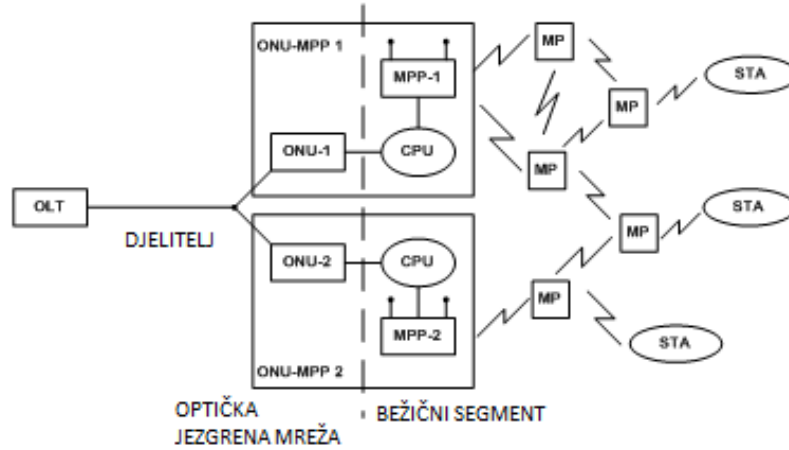 ONU-MPP 1
MPP-1
ONU-1
CPU
MP
MP
MP
STA
OLT
DJELITELJ
ONU-2
CPU
MPP-2
ONU-MPP 2
MP
MP
STA
STA
OPTIČKA
JEZGRENA MREŽA
BEŽIČNI SEGMENT